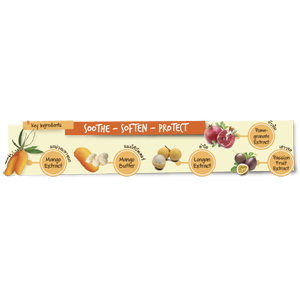 key ingredients
SOOTHE - SOFTEN - PROTECT
Mango
Extract
Mango
Butter
Longan
Extract
Pome-
granate
Extract
Passion
Fruit
Extract